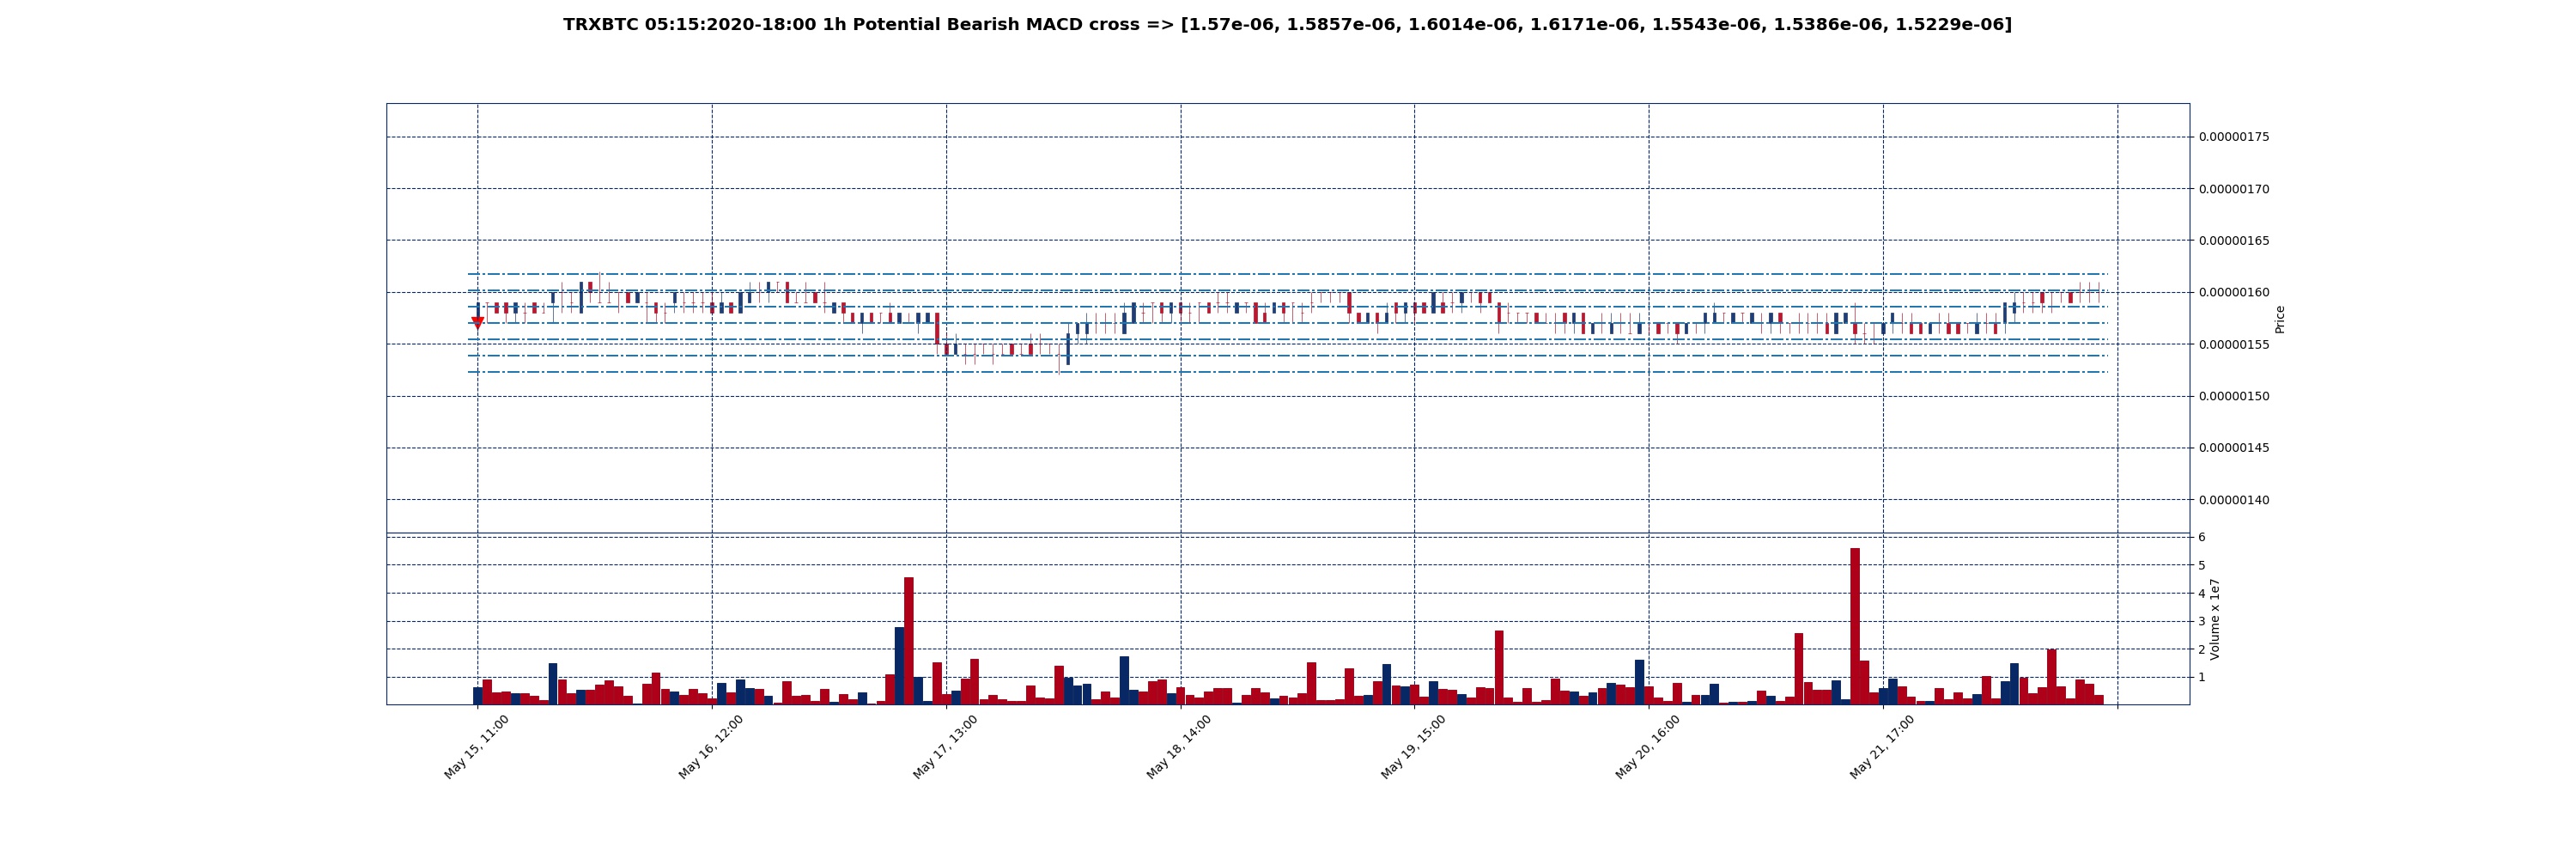 TRXBTC 05:15:2020-18:00 1h Potential Bearish MACD cross => [1.57e-06, 1.5857e-06, 1.6014e-06, 1.6171e-06, 1.5543e-06, 1.5386e-06, 1.5229e-06]
0.00000175
0.00000170
0.00000165
0.00000160
0.00000155
0.00000150
0.00000145
0.00000140
Price
6
5
4
3
2
1
Volume x 1e7
May 15, 11:00
May 16, 12:00
May 17, 13:00
May 18, 14:00
May 19, 15:00
May 20, 16:00
May 21, 17:00